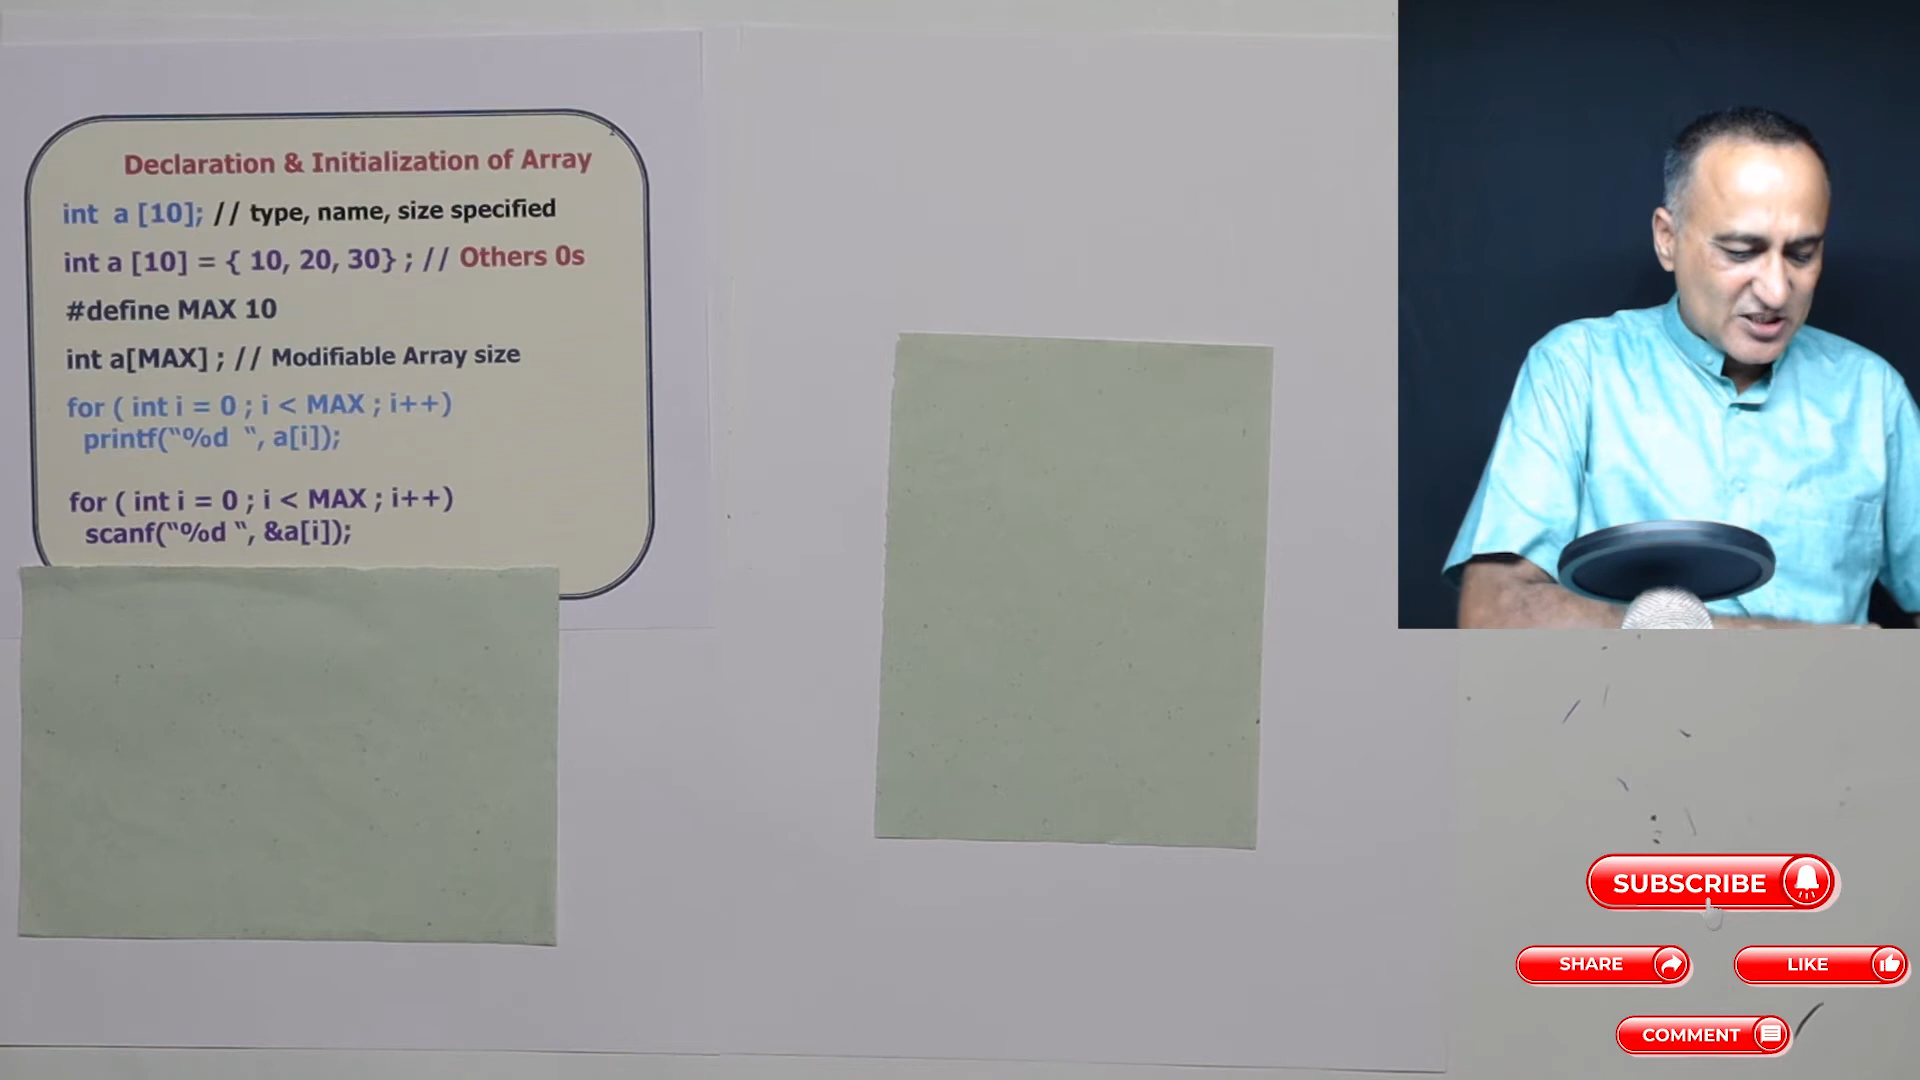 Declaration & Initialization of Array
int a [10]; // type, name, size specified
int a [10] = { 10, 20, 30} ; // Others 0s
#define MAX 10
int a[MAX] ; // Modifiable Array size
for ( int i = 0 ; i < MAX ; i++)
printf(“%d “, a[i]);
for ( int i = 0 ; i < MAX ; i++)
scanf(“%d “, &a[i]);
SUBSCRIBE
SHARE
LIKE
COMMENT